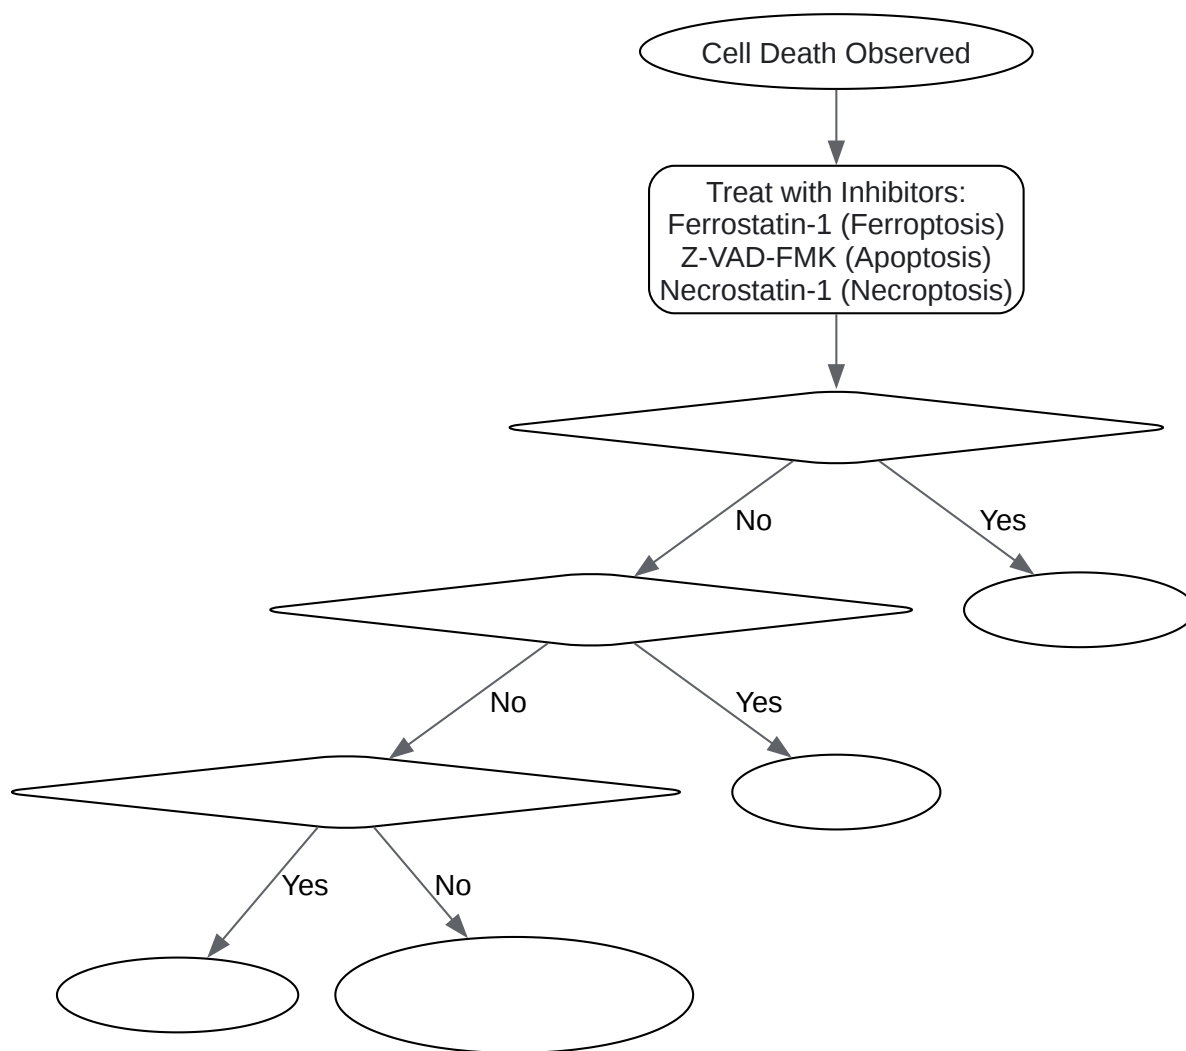 Cell Death Observed
Treat with Inhibitors:
Ferrostatin-1 (Ferroptosis)
Z-VAD-FMK (Apoptosis)
Necrostatin-1 (Necroptosis)
No
Yes
No
Yes
Yes
No